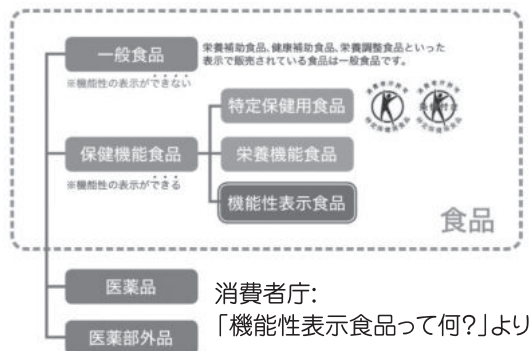 一般食品
栄養補助食品、健康補助食品、栄養調整食品といった
表示で販売されている食品は一般食品です。
※機能性の表示ができない
保健機能食品
※機能性の表示ができる
特定保健用食品
栄養機能食品
機能性表示食品
食品
医薬品
医薬部外品
消費者庁:
「機能性表示食品って何?」より